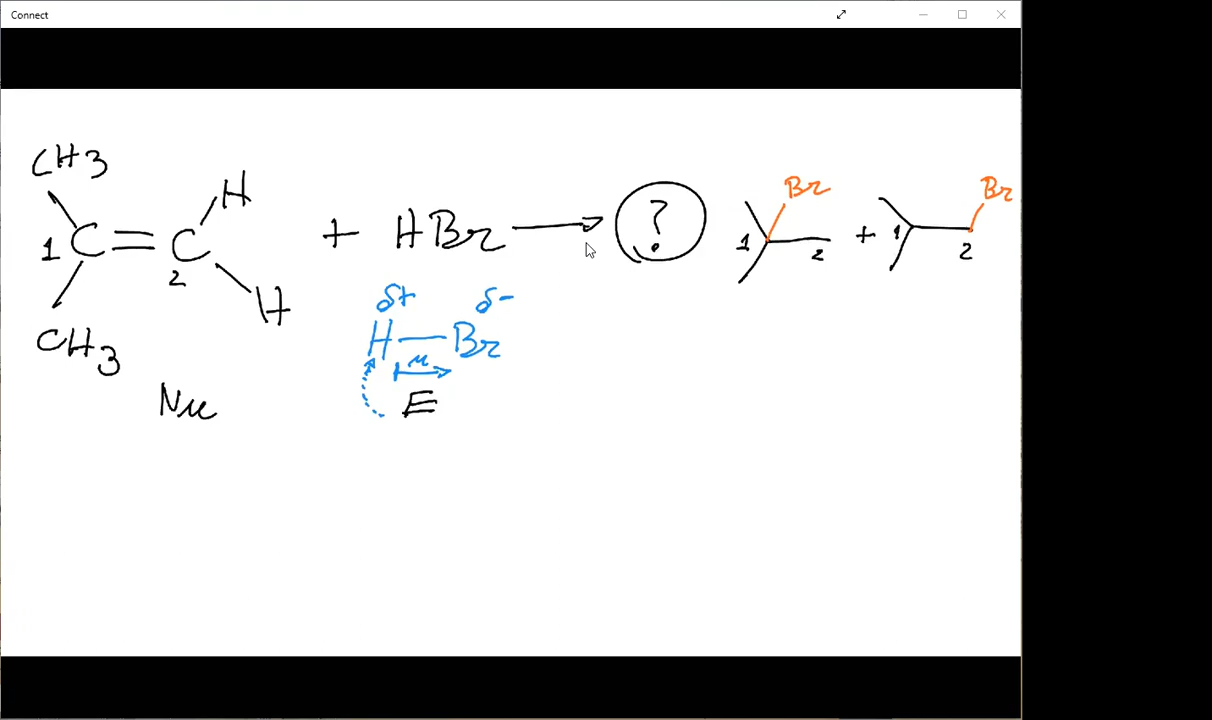 Connect
CH3
H
1 C=C + HBr → ? 1 Br 2 + 1 Br 2
2
H
CH3
δ+ δ-
H—Br
μ
Nu E